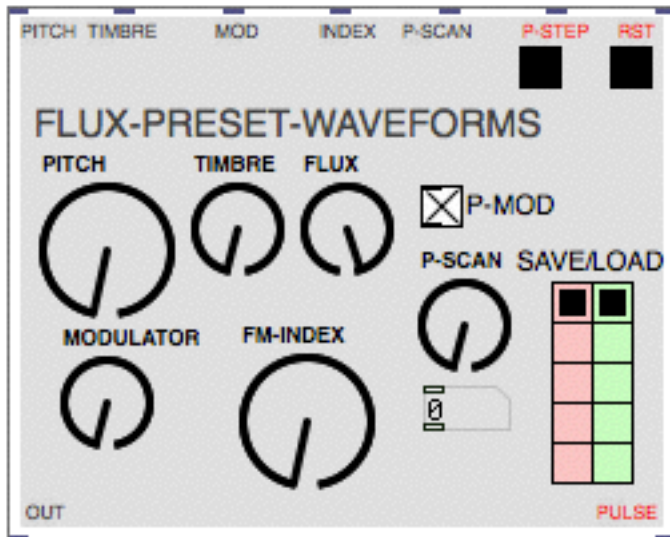 PITCH TIMBRE MOD INDEX P-SCAN P-STEP RST
FLUX-PRESET-WAVEFORMS
PITCH TIMBRE FLUX
P-MOD
P-SCAN SAVE/LOAD
MODULATOR FM-INDEX
0
OUT PULSE